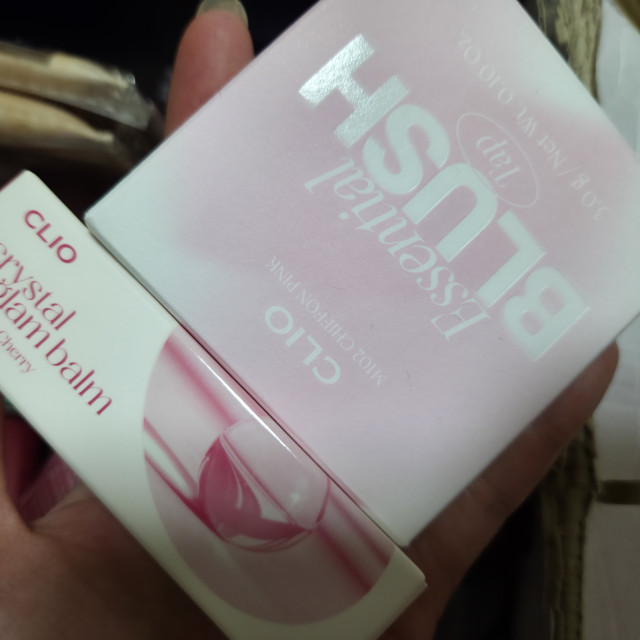 CLIO
crystal
glam balm
Cherry
Essential
BLUSH
Tap
3.0 g / Net wt. 0.10 oz
CLIO
M102 CHIFFON PINK